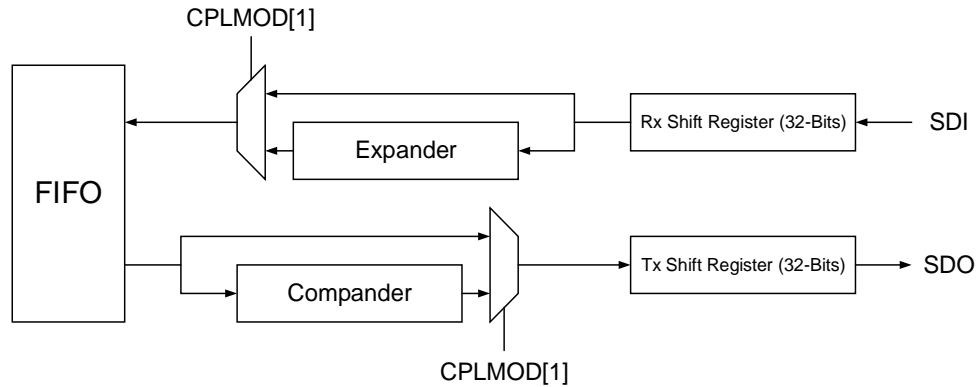 CPLMOD[1]
Rx Shift Register (32-Bits)
SDI
Expander
FIFO
Tx Shift Register (32-Bits)
SDO
Compander
CPLMOD[1]